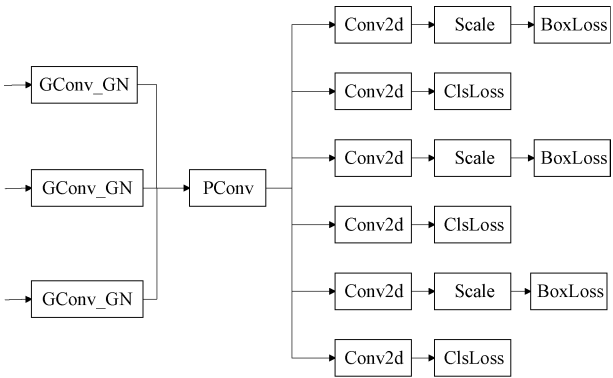 Conv2d Scale BoxLoss
GConv_GN
Conv2d ClsLoss
Conv2d Scale BoxLoss
GConv_GN PConv
Conv2d ClsLoss
GConv_GN
Conv2d Scale BoxLoss
Conv2d ClsLoss